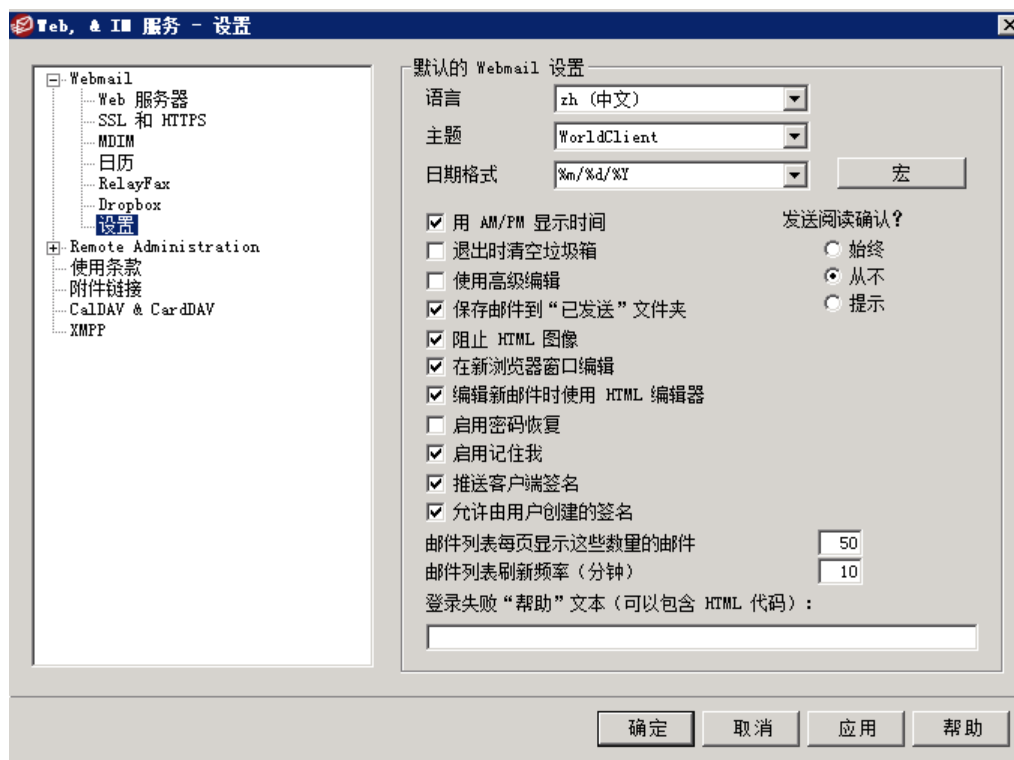 Web, & IM 服务 - 设置
Webmail
Web 服务器
SSL 和 HTTPS
MDIM
日历
RelayFax
Dropbox
设置
Remote Administration
使用条款
附件链接
CalDAV & CardDAV
XMPP
默认的 Webmail 设置
语言 zh (中文)
主题 WorldClient
日期格式 %m/%d/%Y 宏
用 AM/PM 显示时间
退出时清空垃圾箱
使用高级编辑
保存邮件到“已发送”文件夹
阻止 HTML 图像
在新浏览器窗口编辑
编辑新邮件时使用 HTML 编辑器
启用密码恢复
启用记住我
推送客户端签名
允许由用户创建的签名
发送阅读确认?
始终
从不
提示
邮件列表每页显示这些数量的邮件 50
邮件列表刷新频率(分钟) 10
登录失败“帮助”文本(可以包含 HTML 代码):
确定 取消 应用 帮助